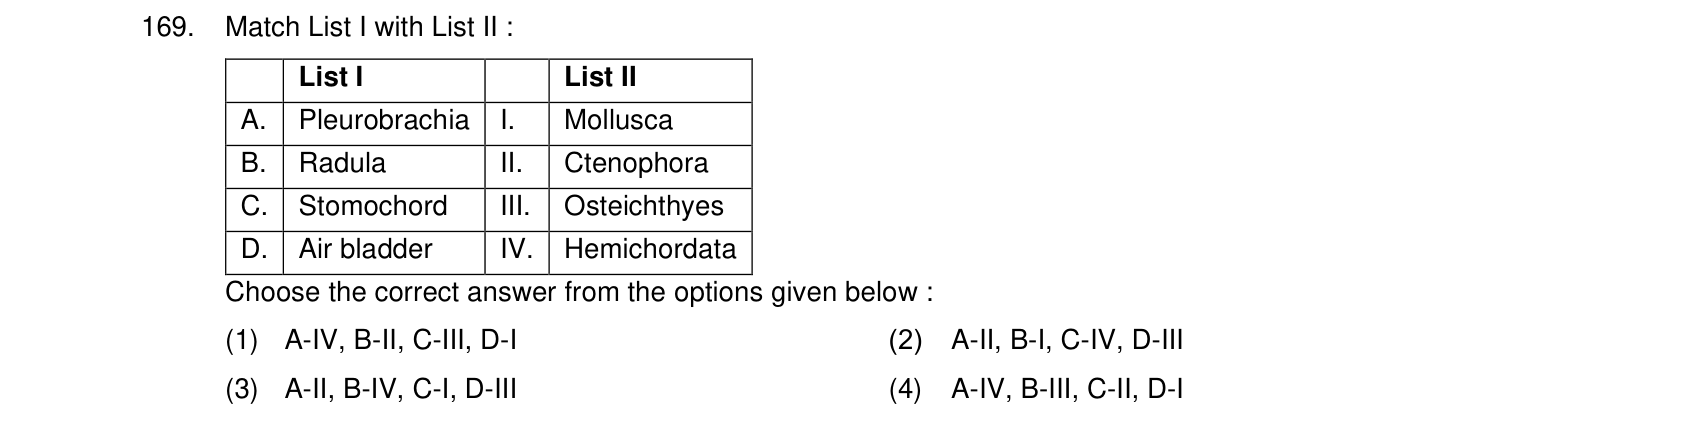 169. Match List I with List II :
List I List II
A. Pleurobrachia I. Mollusca
B. Radula II. Ctenophora
C. Stomochord III. Osteichthyes
D. Air bladder IV. Hemichordata
Choose the correct answer from the options given below :
(1) A-IV, B-II, C-III, D-I (2) A-II, B-I, C-IV, D-III
(3) A-II, B-IV, C-I, D-III (4) A-IV, B-III, C-II, D-I